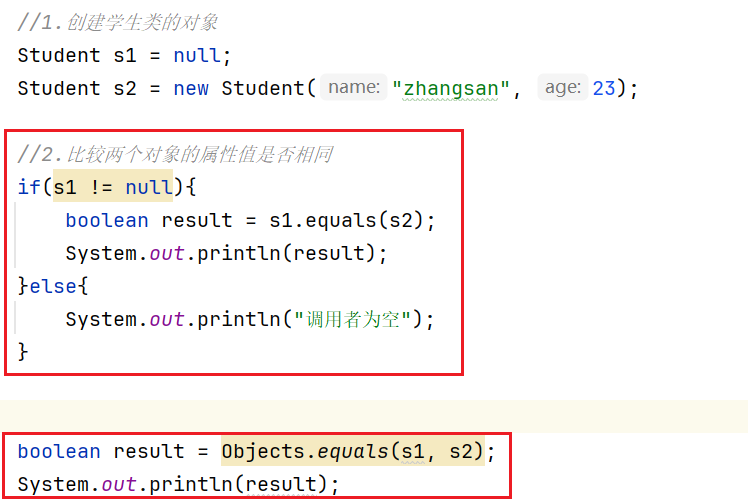 //1.创建学生类的对象
Student s1 = null;
Student s2 = new Student( name: "zhangsan", age: 23);
//2.比较两个对象的属性值是否相同
if(s1 != null){
    boolean result = s1.equals(s2);
    System.out.println(result);
}else{
    System.out.println("调用者为空");
}
boolean result = Objects.equals(s1, s2);
System.out.println(result);